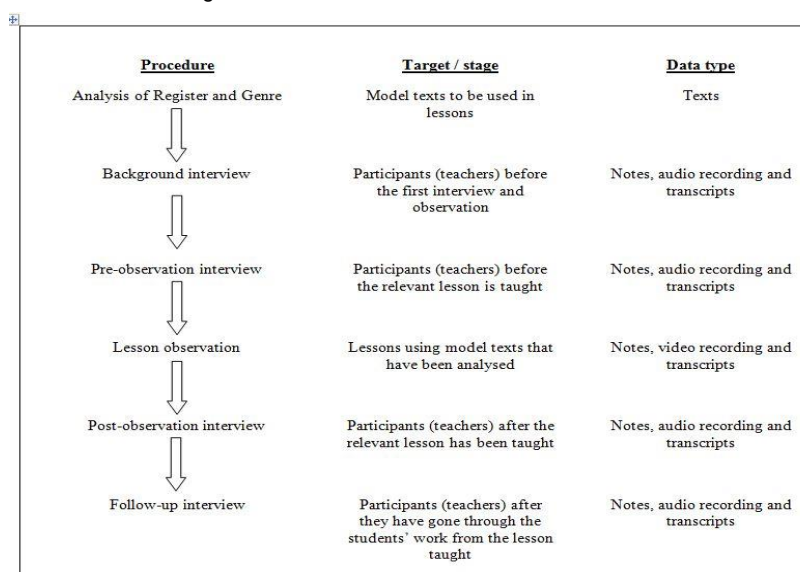 Procedure
Target / stage
Data type
Analysis of Register and Genre
Model texts to be used in
lessons
Texts
Background interview
Participants (teachers) before
the first interview and
observation
Notes, audio recording and
transcripts
Pre-observation interview
Participants (teachers) before
the relevant lesson is taught
Notes, audio recording and
transcripts
Lesson observation
Lessons using model texts that
have been analysed
Notes, video recording and
transcripts
Post-observation interview
Participants (teachers) after the
relevant lesson has been taught
Notes, audio recording and
transcripts
Follow-up interview
Participants (teachers) after
they have gone through the
students' work from the lesson
taught
Notes, audio recording and
transcripts